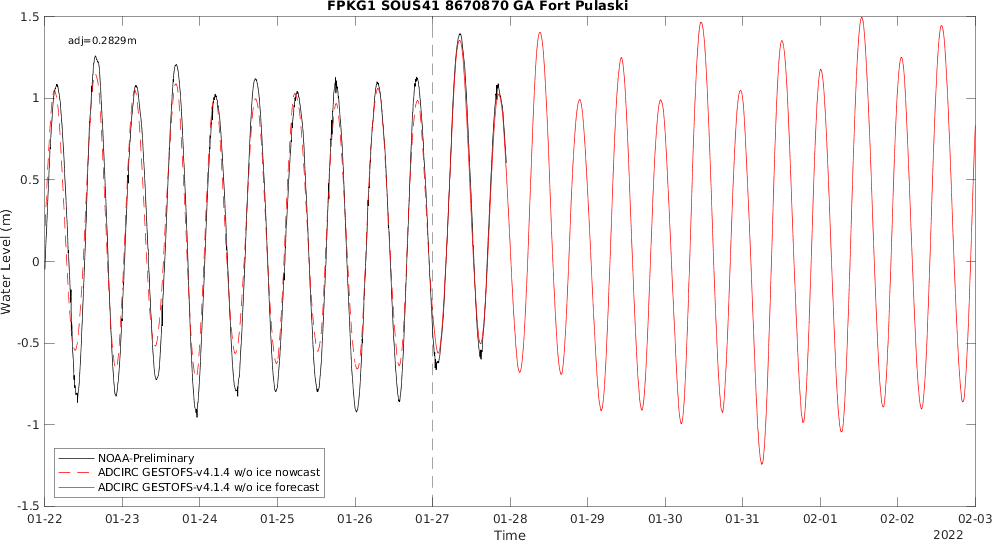 FPKG1 SOUS41 8670870 GA Fort Pulaski
adj=0.2829m
Water Level (m)
1.5
1
0.5
0
-0.5
-1
-1.5
NOAA-Preliminary
ADCIRC GESTOFS-v4.1.4 w/o ice nowcast
ADCIRC GESTOFS-v4.1.4 w/o ice forecast
01-22 01-23 01-24 01-25 01-26 01-27 01-28 01-29 01-30 01-31 02-01 02-02 02-03
Time
2022